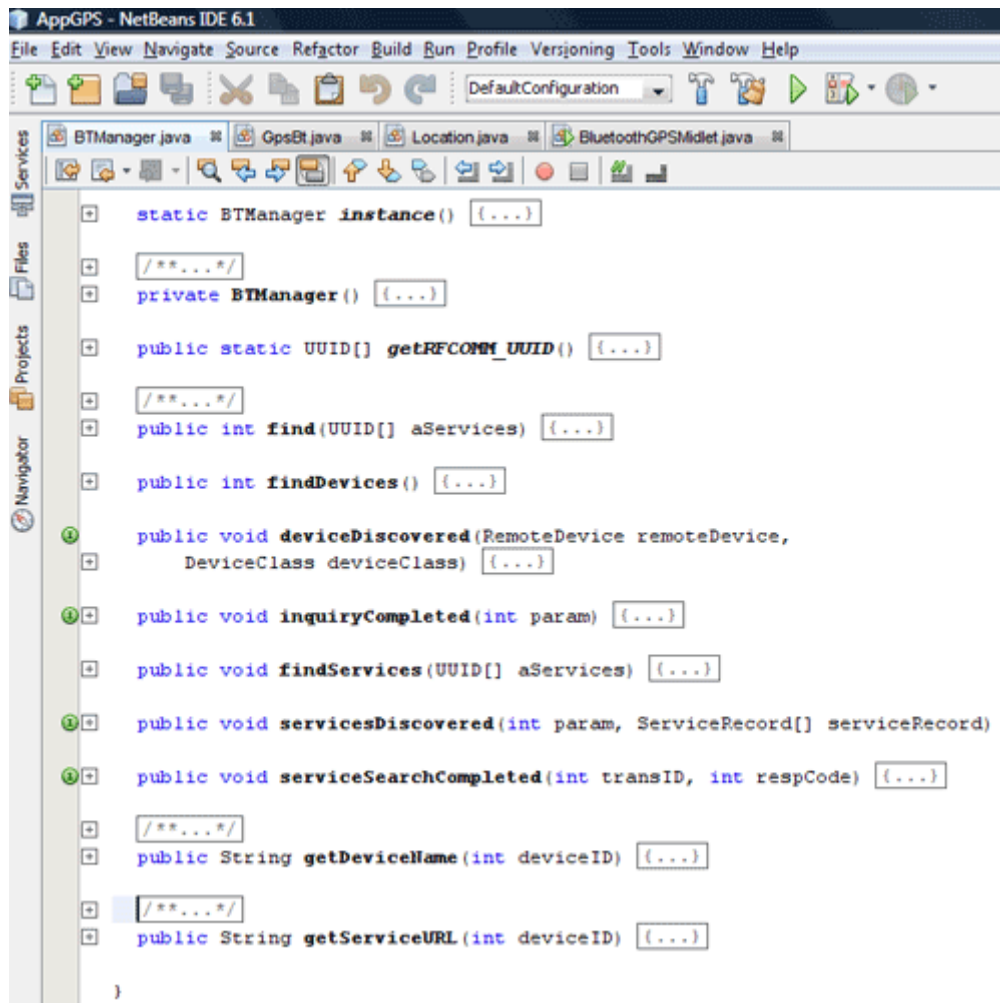 AppGPS - NetBeans IDE 6.1
File Edit View Navigate Source Refactor Build Run Profile Versioning Tools Window Help
DefaultConfiguration
BTManager.java GpsBt.java Location.java BluetoothGPSMidlet.java
Services
Files
Projects
Navigator
static BTManager instance() {...}
/**...*/
private BTManager() {...}
public static UUID[] getRFCOMM_UUID() {...}
/**...*/
public int find(UUID[] aServices) {...}
public int findDevices() {...}
public void deviceDiscovered(RemoteDevice remoteDevice,
DeviceClass deviceClass) {...}
public void inquiryCompleted(int param) {...}
public void findServices(UUID[] aServices) {...}
public void servicesDiscovered(int param, ServiceRecord[] serviceRecord)
public void serviceSearchCompleted(int transID, int respCode) {...}
/**...*/
public String getDeviceName(int deviceID) {...}
/**...*/
public String getServiceURL(int deviceID) {...}
}